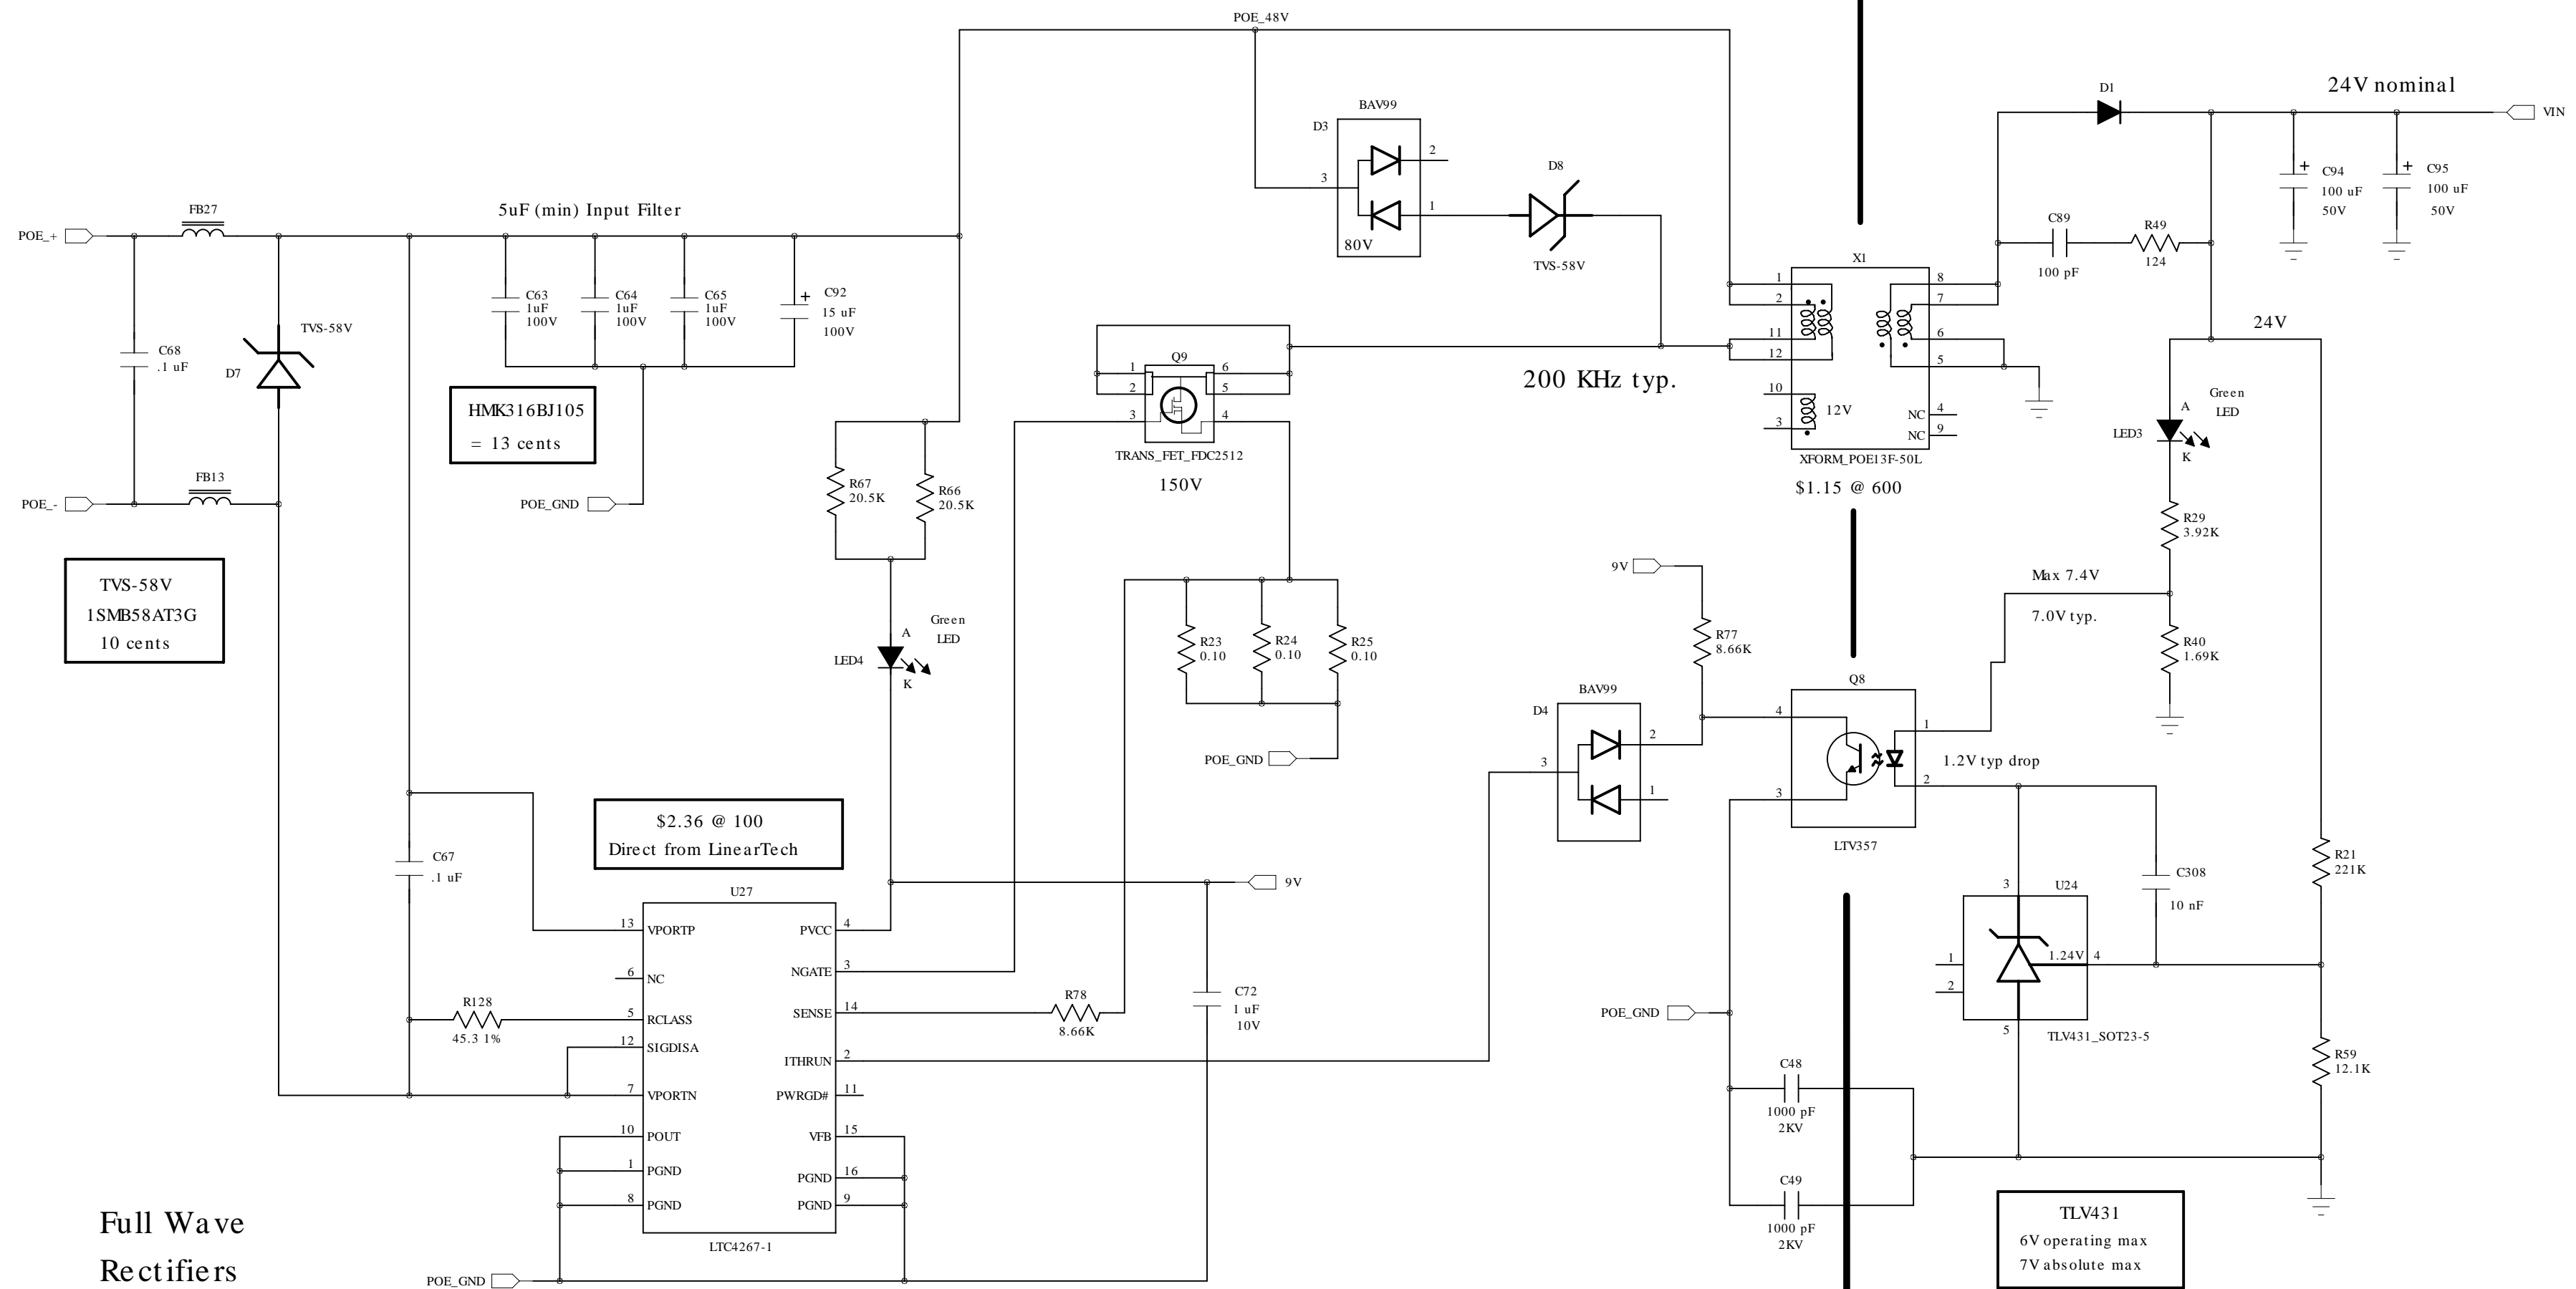 POE_48V
24V nominal
D1
VIN
BAV99
D3
2
3
1
80V
D8
TVS-58V
C94
100 uF
50V
C95
100 uF
50V
FB27
5uF (min) Input Filter
POE_+
C89
100 pF
R49
124
X1
1
2
11
12
10
3
12V
8
7
6
5
NC 4
NC 9
XFORM_POE13F-50L
$1.15 @ 600
24V
C63
1uF
100V
C64
1uF
100V
C65
1uF
100V
C92
15 uF
100V
TVS-58V
D7
C68
.1 uF
Q9
1
2
3
6
5
4
TRANS_FET_FDC2512
150V
200 KHz typ.
HMK316BJ105
= 13 cents
Green
LED
A
LED3
K
FB13
POE_-
POE_GND
R67
20.5K
R66
20.5K
R29
3.92K
TVS-58V
1SMB58AT3G
10 cents
9V
Max 7.4V
7.0V typ.
R77
8.66K
R40
1.69K
Green
LED
A
LED4
K
R23
0.10
R24
0.10
R25
0.10
POE_GND
BAV99
D4
2
3
1
Q8
4
3
1
2
1.2V typ drop
LTV357
$2.36 @ 100
Direct from LinearTech
C67
.1 uF
9V
R21
221K
C308
10 nF
U24
3
1.24V
4
1
2
5
TLV431_SOT23-5
U27
13 VPORTP
6 NC
5 RCLASS
12 SIGDISA
7 VPORTN
10 POUT
1 PGND
8 PGND
PVCC 4
NGATE 3
SENSE 14
ITHRUN 2
PWRGD# 11
VFB 15
PGND 16
PGND 9
LTC4267-1
R128
45.3 1%
R78
8.66K
C72
1 uF
10V
POE_GND
R59
12.1K
C48
1000 pF
2KV
C49
1000 pF
2KV
TLV431
6V operating max
7V absolute max
Full Wave
Rectifiers
POE_GND